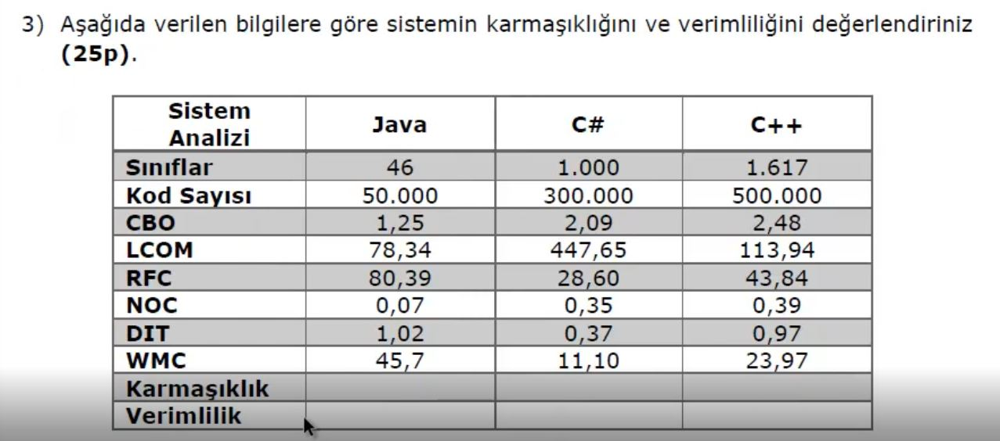 3) Aşağıda verilen bilgilere göre sistemin karmaşıklığını ve verimliliğini değerlendiriniz
(25p).
Sistem
Analizi Java C# C++
Sınıflar 46 1.000 1.617
Kod Sayısı 50.000 300.000 500.000
CBO 1,25 2,09 2,48
LCOM 78,34 447,65 113,94
RFC 80,39 28,60 43,84
NOC 0,07 0,35 0,39
DIT 1,02 0,37 0,97
WMC 45,7 11,10 23,97
Karmaşıklık
Verimlilik